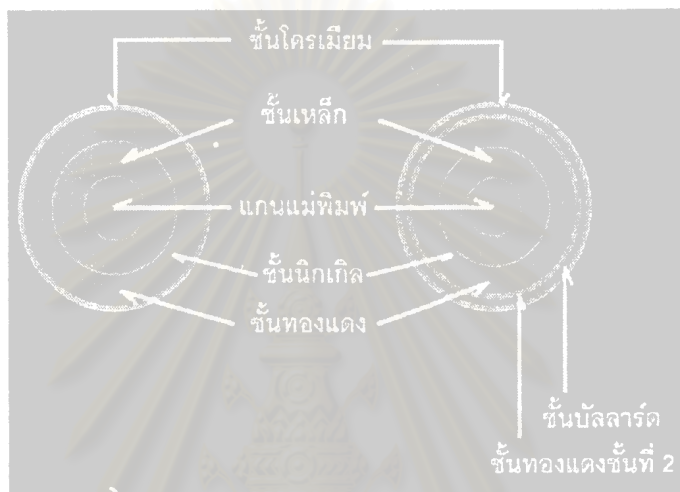 ชั้นโครเมียม
ชั้นเหล็ก
แกนแม่พิมพ์
ชั้นนิกเกิล
ชั้นทองแดง
ชั้นบัลลาร์ด
ชั้นทองแดงชั้นที่ 2